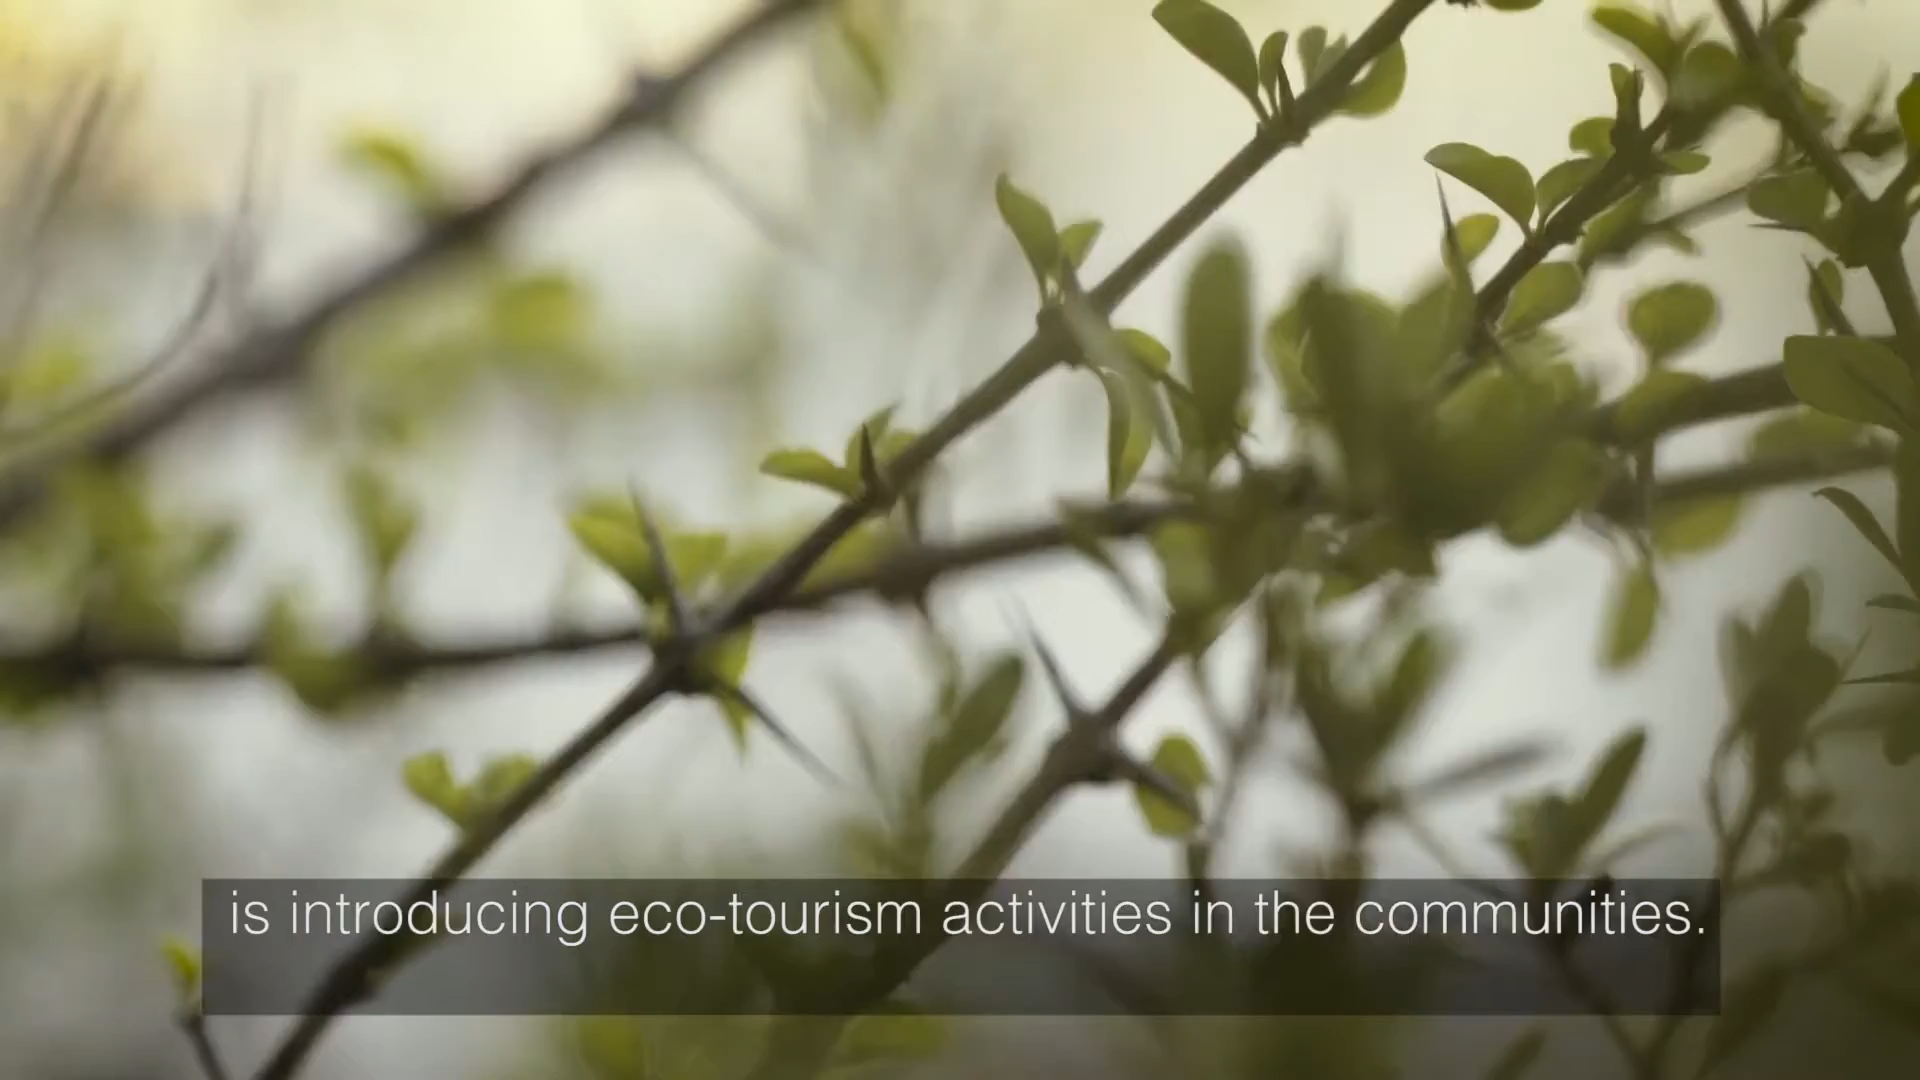 is introducing eco-tourism activities in the communities.